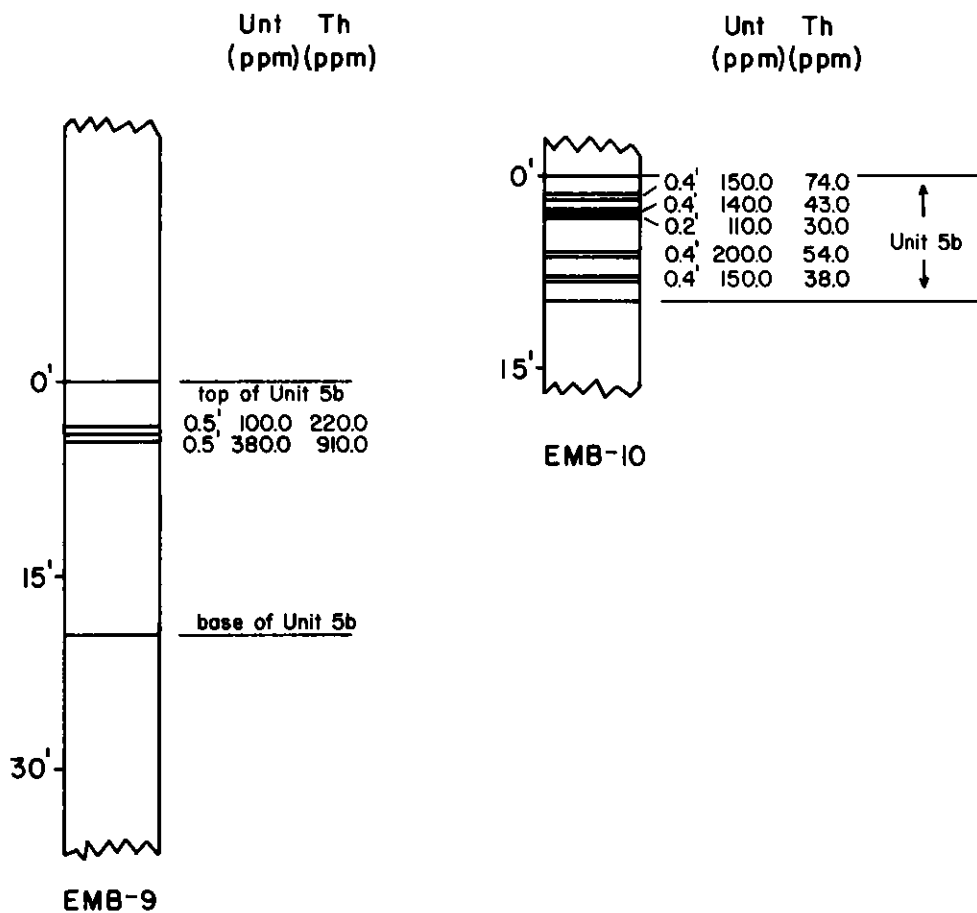 Unt Th
(ppm) (ppm)
0'
top of Unit 5b
0.5' 100.0 220.0
0.5' 380.0 910.0
15'
base of Unit 5b
30'
EMB-9
Unt Th
(ppm) (ppm)
0'
0.4' 150.0 74.0
0.4' 140.0 43.0
0.2' 110.0 30.0
Unit 5b
0.4' 200.0 54.0
0.4' 150.0 38.0
15'
EMB-10